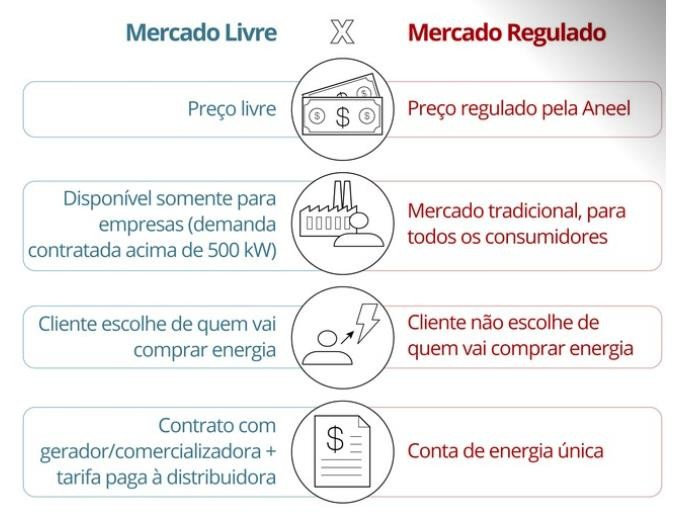 Mercado Livre X Mercado Regulado
Preço livre
$ $ $ $
Preço regulado pela Aneel
Disponível somente para
empresas (demanda
contratada acima de 500 kW)
Mercado tradicional, para
todos os consumidores
Cliente escolhe de quem vai
comprar energia
Cliente não escolhe de
quem vai comprar energia
Contrato com
gerador/comercializadora +
tarifa paga à distribuidora
$
Conta de energia única